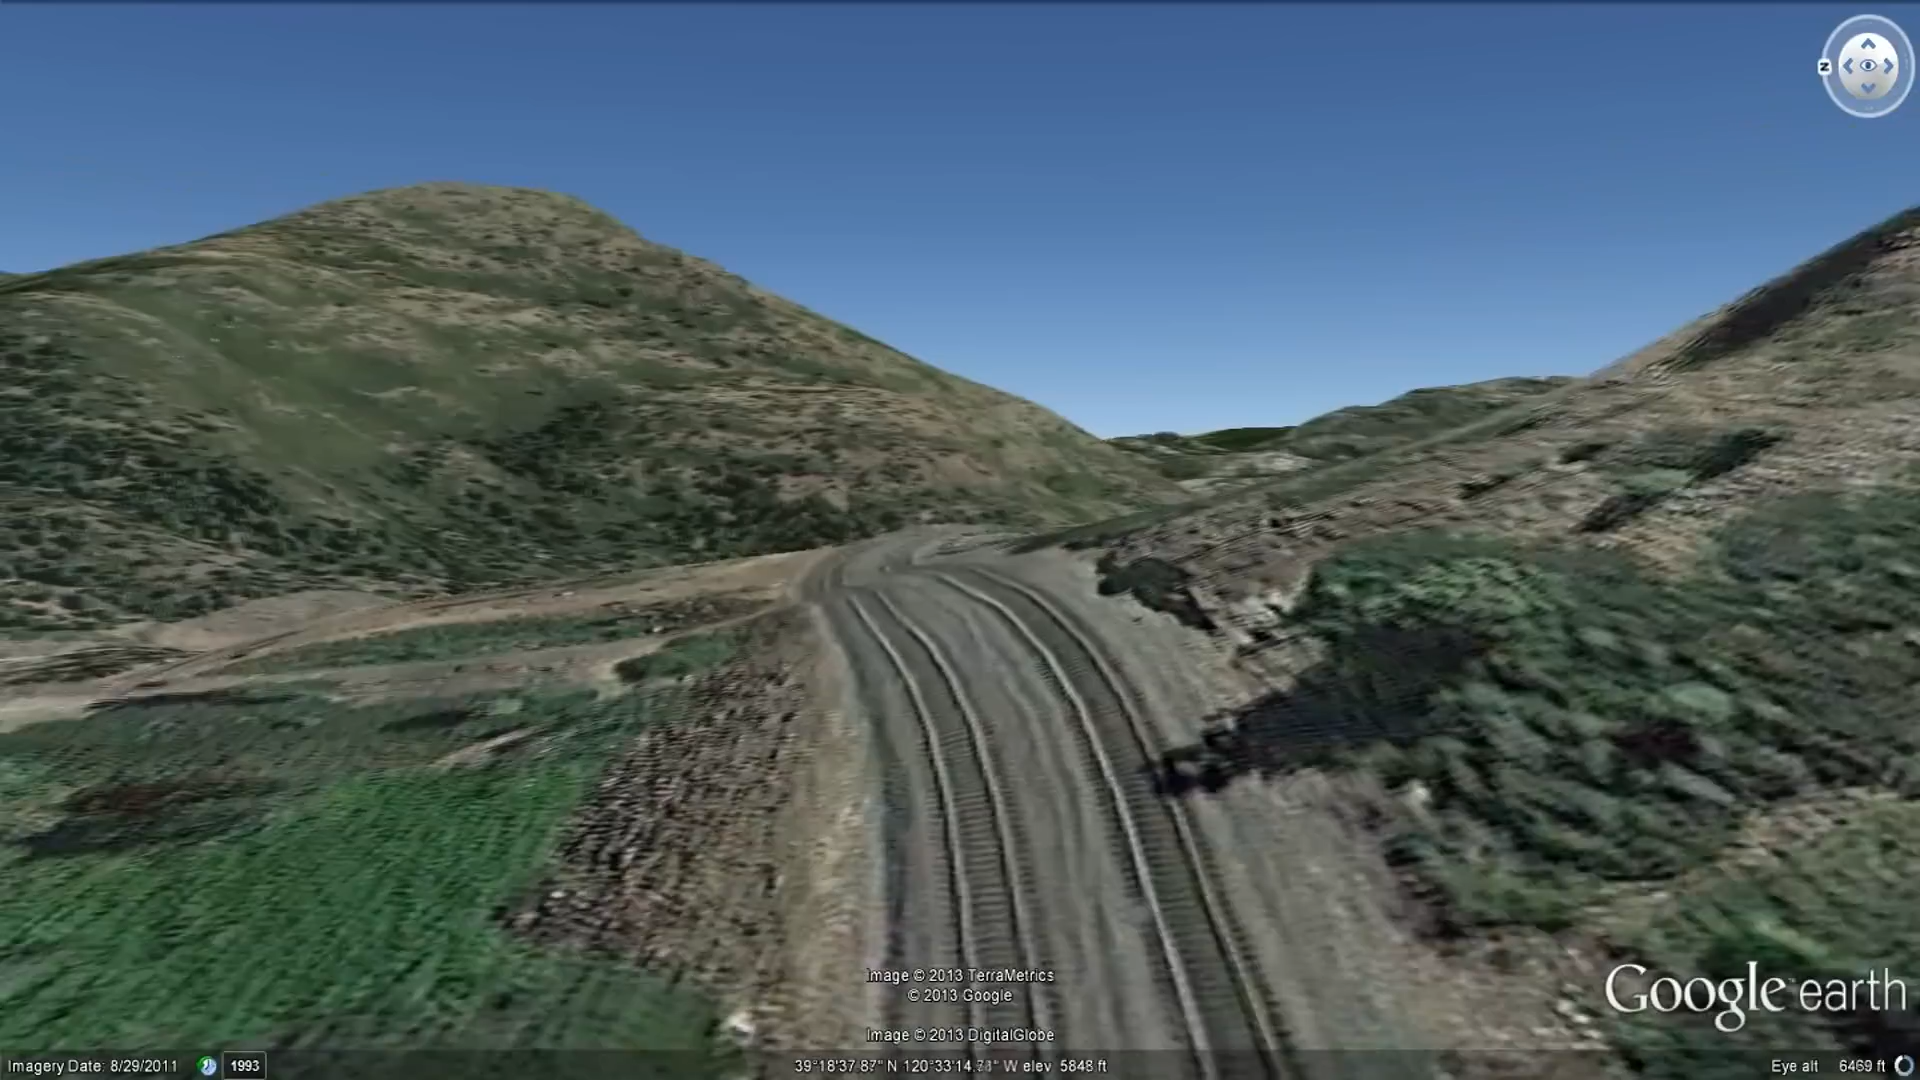 N
Image © 2013 TerraMetrics
© 2013 Google
Image © 2013 DigitalGlobe
Google earth
Imagery Date: 8/29/2011 1993 39°18'37.87" N 120°33'14.71" W elev 5848 ft Eye alt 6469 ft